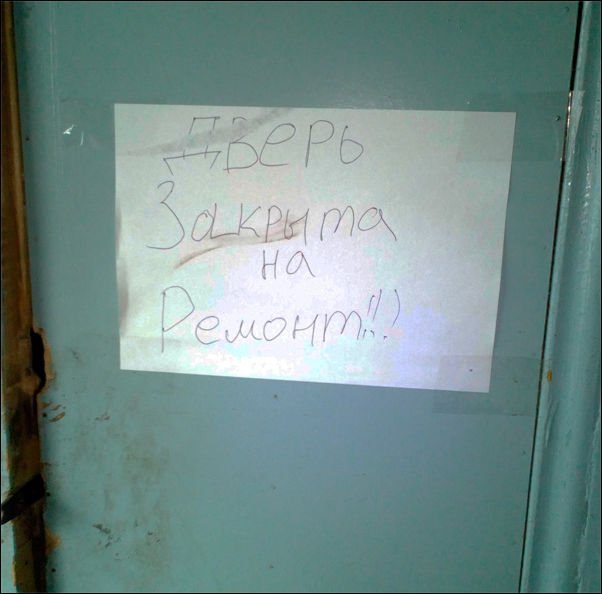 Дверь
Закрыта
на
Ремонт!!)